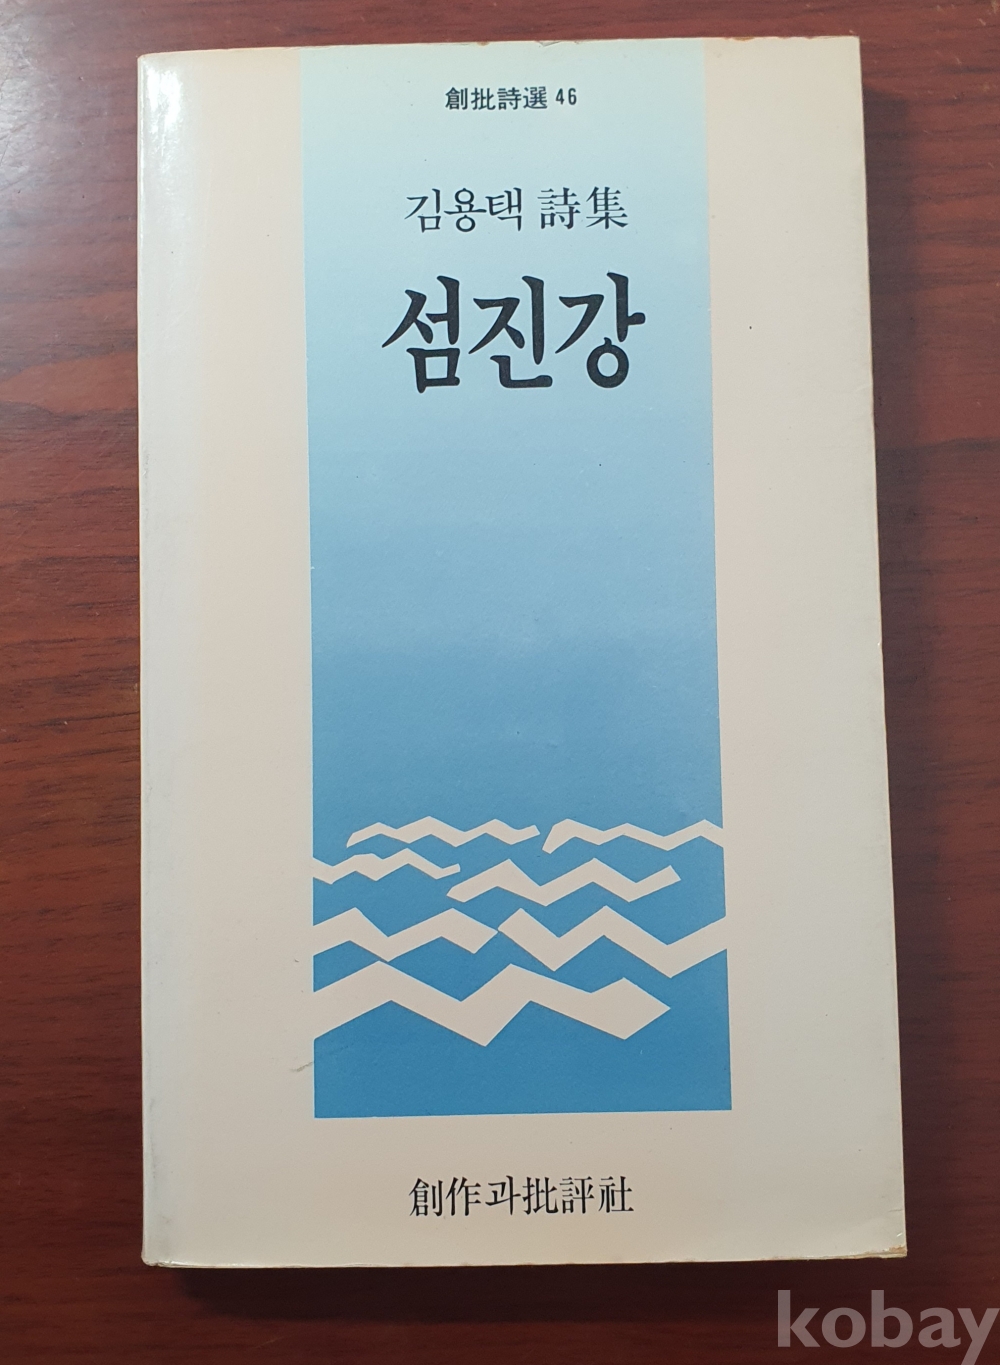 創批詩選 46
김용택 詩集
섬진강
創作과批評社
kobay